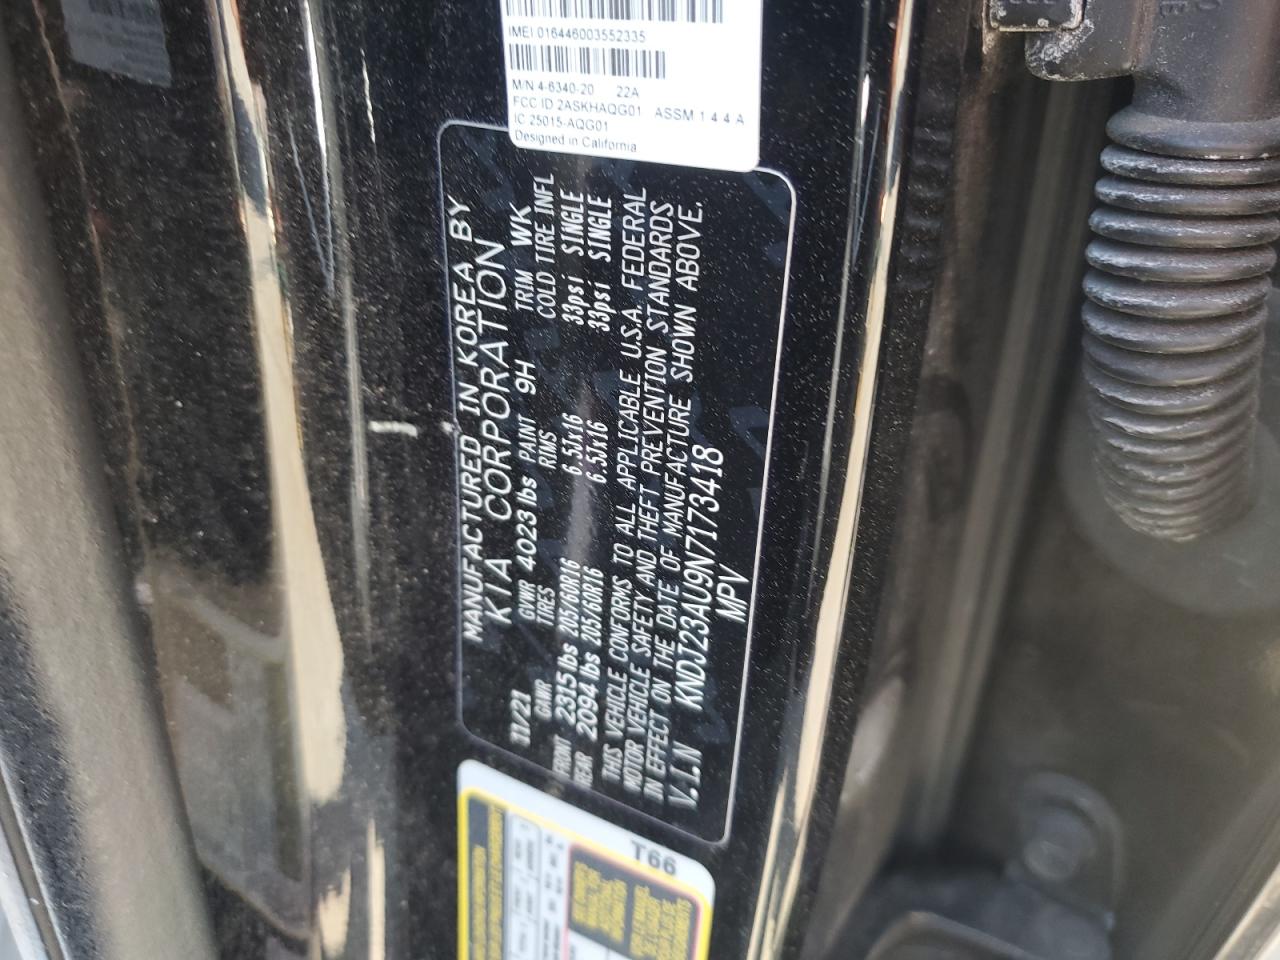 IMEI 016446003552335
M/N 4-6340-20 22A
FCC ID 2ASKHAQG01 ASSM 1 4 4 A
IC 25015-AQG01
Designed in California
MANUFACTURED IN KOREA BY
KIA CORPORATION
11/21 GVWR 4023 lbs PAINT 9H TRIM WK
GAWR TIRES RIMS COLD TIRE INFL
FRONT 2315 lbs 205/60R16 6.5Jx16 33psi SINGLE
REAR 2094 lbs 205/60R16 6.5Jx16 33psi SINGLE
THIS VEHICLE CONFORMS TO ALL APPLICABLE U.S.A. FEDERAL
MOTOR VEHICLE SAFETY AND THEFT PREVENTION STANDARDS
IN EFFECT ON THE DATE OF MANUFACTURE SHOWN ABOVE.
V.I.N KNDJ23AU9N7173418
MPV
T66